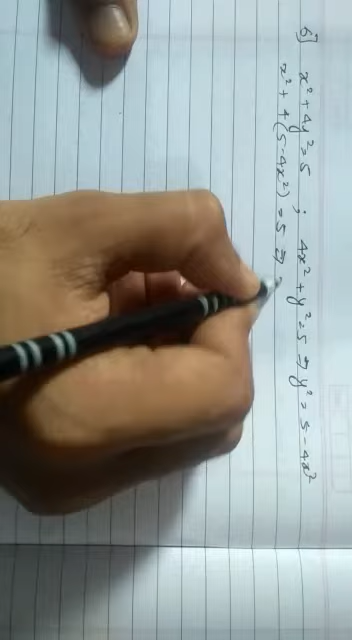 6] x² + 4y² = 5 ; 4x² + y² = 5 ⇒ y² = 5 - 4x²
x² + 4(5-4x²) = 5 ⇒